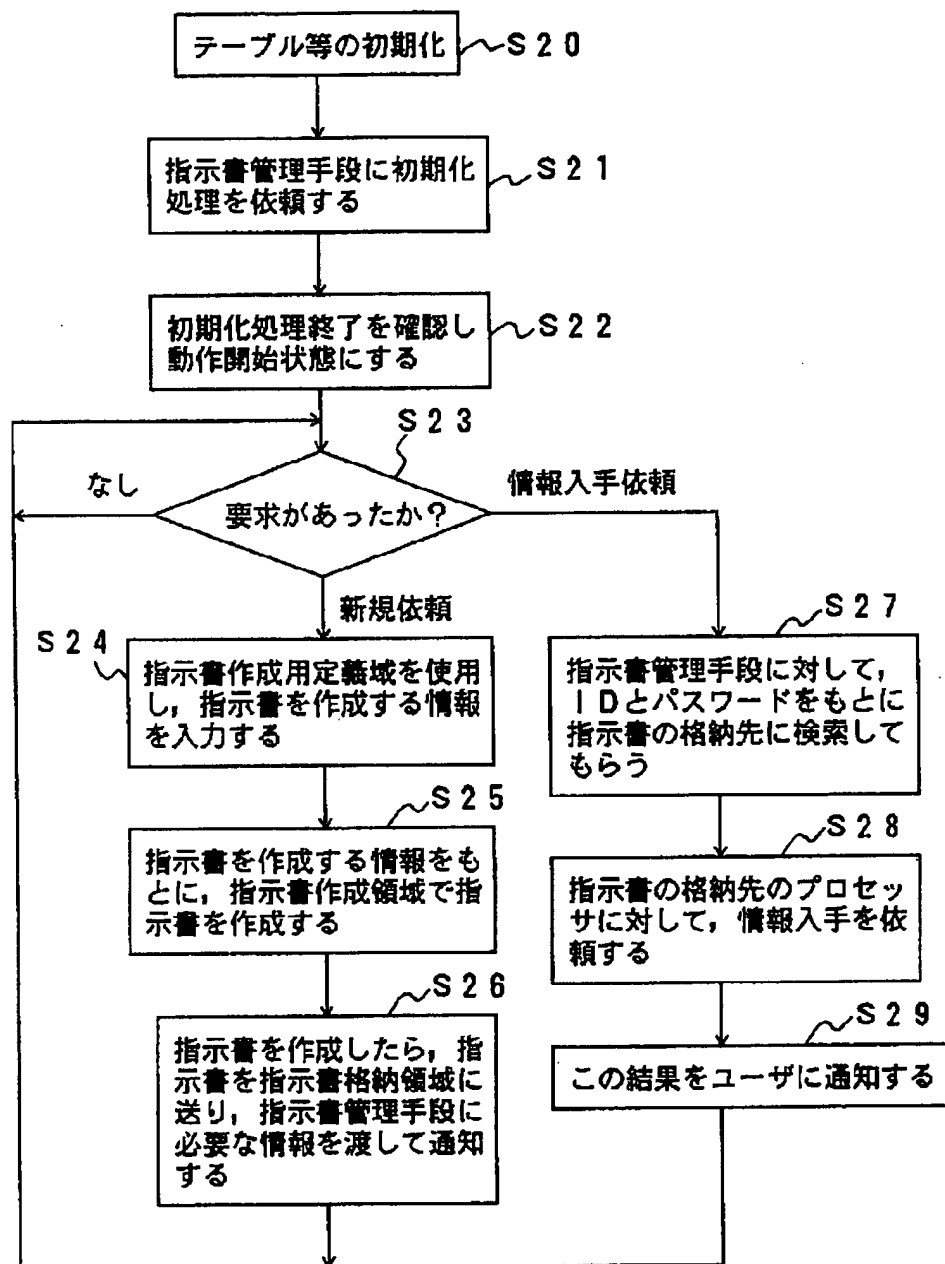 テーブル等の初期化
S20
指示書管理手段に初期化
処理を依頼する
S21
初期化処理終了を確認し
動作開始状態にする
S22
S23
要求があったか?
なし
情報入手依頼
新規依頼
S24
指示書作成用定義域を使用
し,指示書を作成する情報
を入力する
S25
指示書を作成する情報をも
とに,指示書作成領域で指
示書を作成する
S26
指示書を作成したら,指
示書を指示書格納領域に
送り,指示書管理手段に
必要な情報を渡して通知
する
S27
指示書管理手段に対して,
IDとパスワードをもとに
指示書の格納先に検索して
もらう
S28
指示書の格納先のプロセッ
サに対して,情報入手を依
頼する
S29
この結果をユーザに通知する